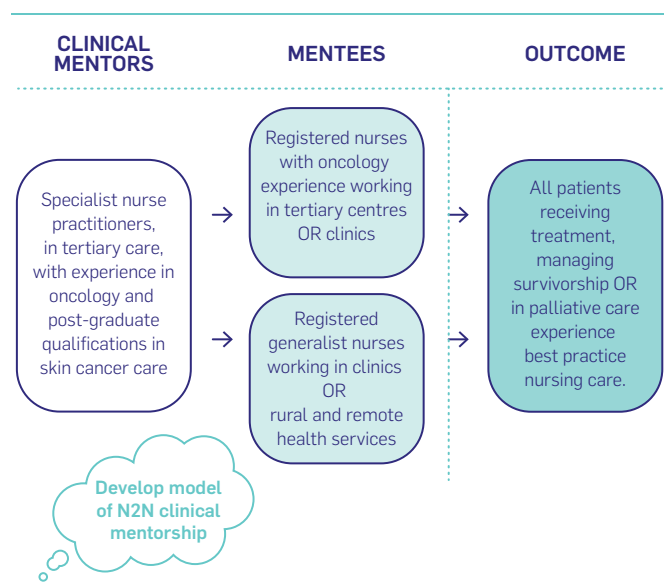 CLINICAL
MENTORS
MENTEES
OUTCOME
Specialist nurse
practitioners,
in tertiary care,
with experience in
oncology and
post-graduate
qualifications in
skin cancer care
Registered nurses
with oncology
experience working
in tertiary centres
OR clinics
Registered
generalist nurses
working in clinics
OR
rural and remote
health services
All patients
receiving
treatment,
managing
survivorship OR
in palliative care
experience
best practice
nursing care.
Develop model
of N2N clinical
mentorship